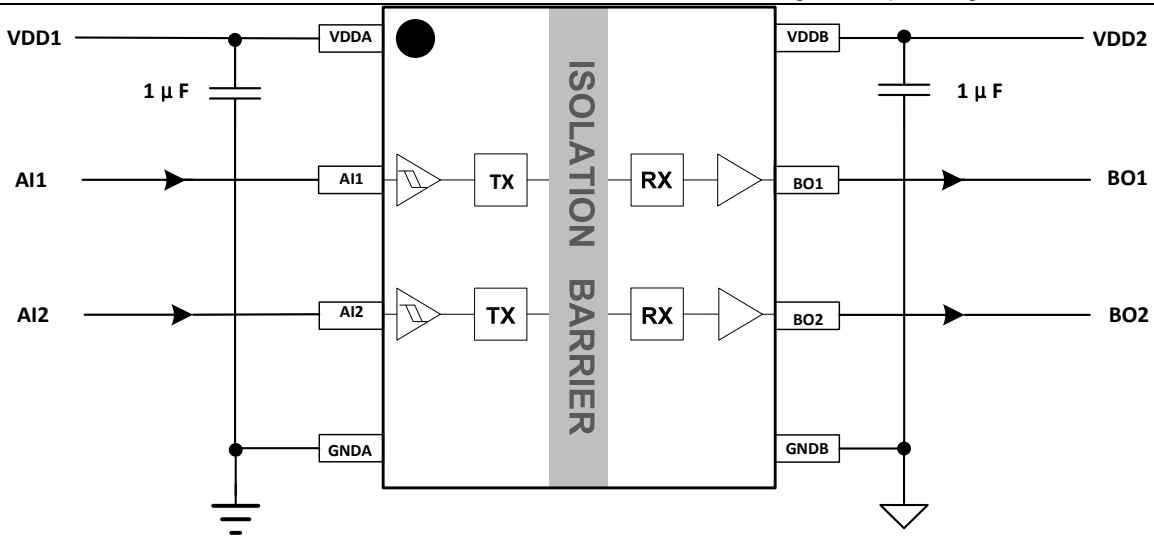 VDD1
VDDA
VDDB
VDD2
1 μ F
1 μ F
AI1
AI1
TX
RX
BO1
BO1
AI2
AI2
TX
RX
BO2
BO2
ISOLATION BARRIER
GNDA
GNDB